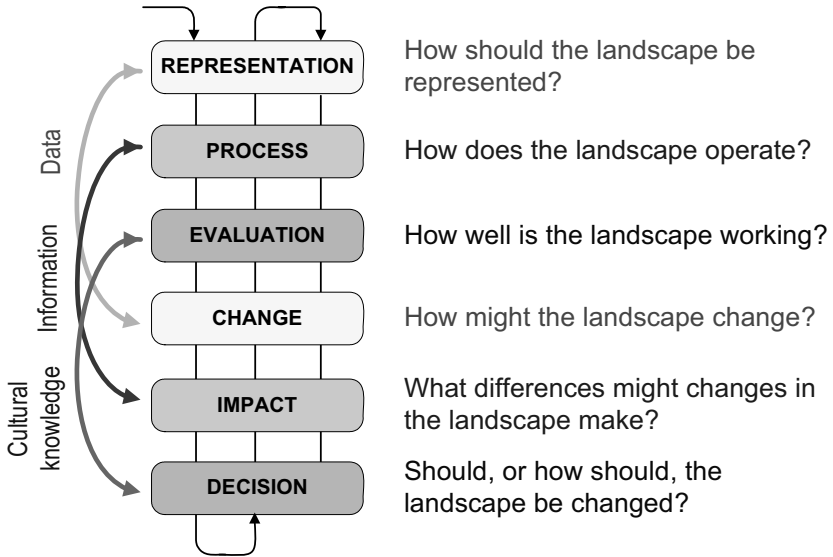 REPRESENTATION
How should the landscape be
represented?
PROCESS
How does the landscape operate?
EVALUATION
How well is the landscape working?
CHANGE
How might the landscape change?
IMPACT
What differences might changes in
the landscape make?
DECISION
Should, or how should, the
landscape be changed?
Data
Information
Cultural
knowledge